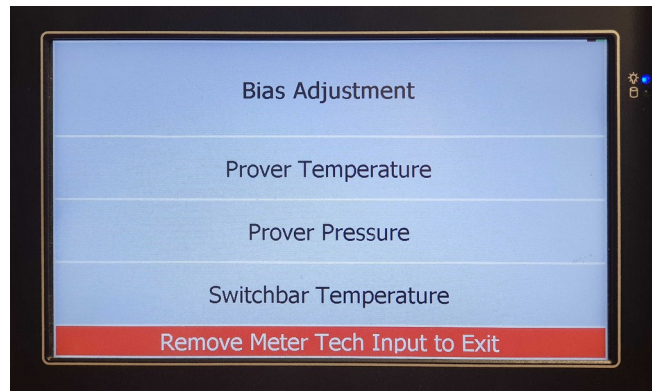 Bias Adjustment
Prover Temperature
Prover Pressure
Switchbar Temperature
Remove Meter Tech Input to Exit